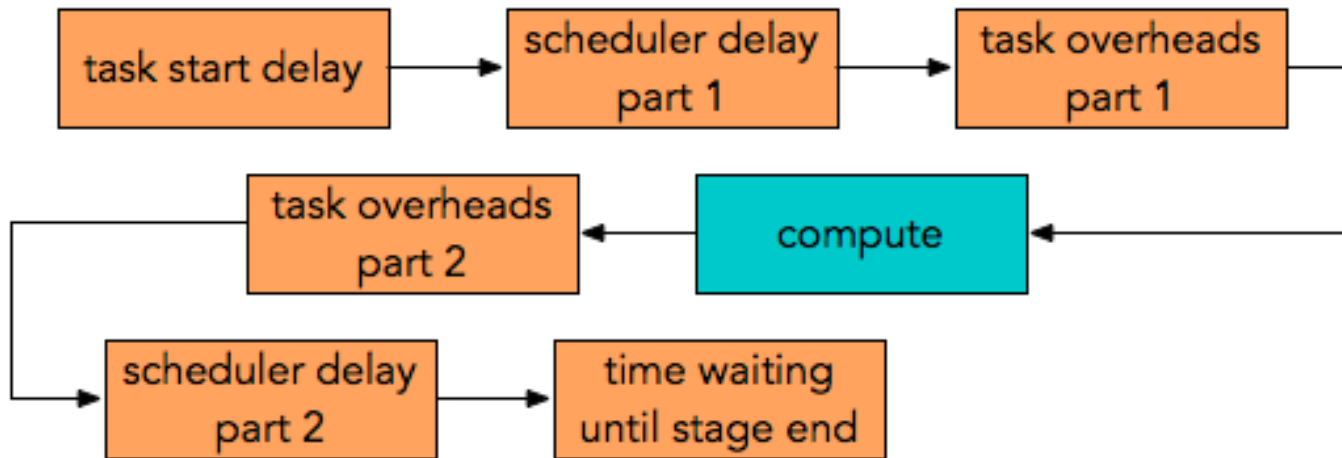 task start delay
scheduler delay
part 1
task overheads
part 1
compute
task overheads
part 2
scheduler delay
part 2
time waiting
until stage end